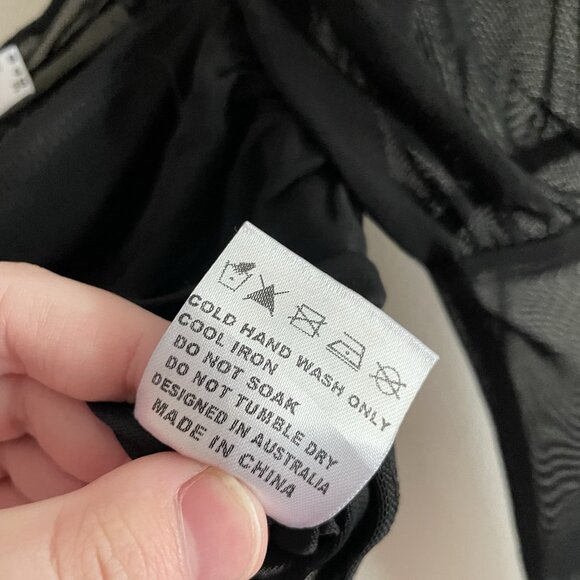 COLD HAND WASH ONLY
COOL IRON
DO NOT SOAK
DO NOT TUMBLE DRY
DESIGNED IN AUSTRALIA
MADE IN CHINA